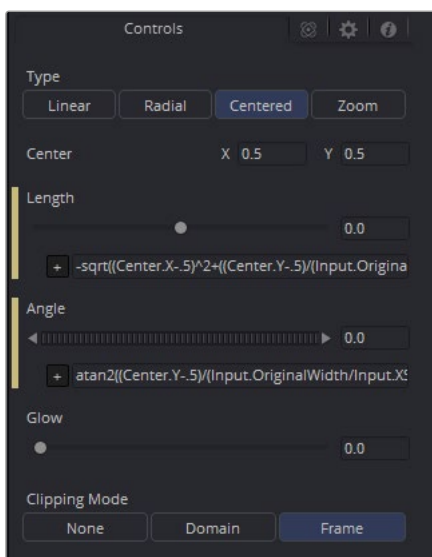 Controls
Type
Linear Radial Centered Zoom
Center X 0.5 Y 0.5
Length
0.0
+ -sqrt((Center.X-.5)^2+((Center.Y-.5)/(Input.Origina
Angle
0.0
+ atan2((Center.Y-.5)/(Input.OriginalWidth/Input.XS
Glow
0.0
Clipping Mode
None Domain Frame